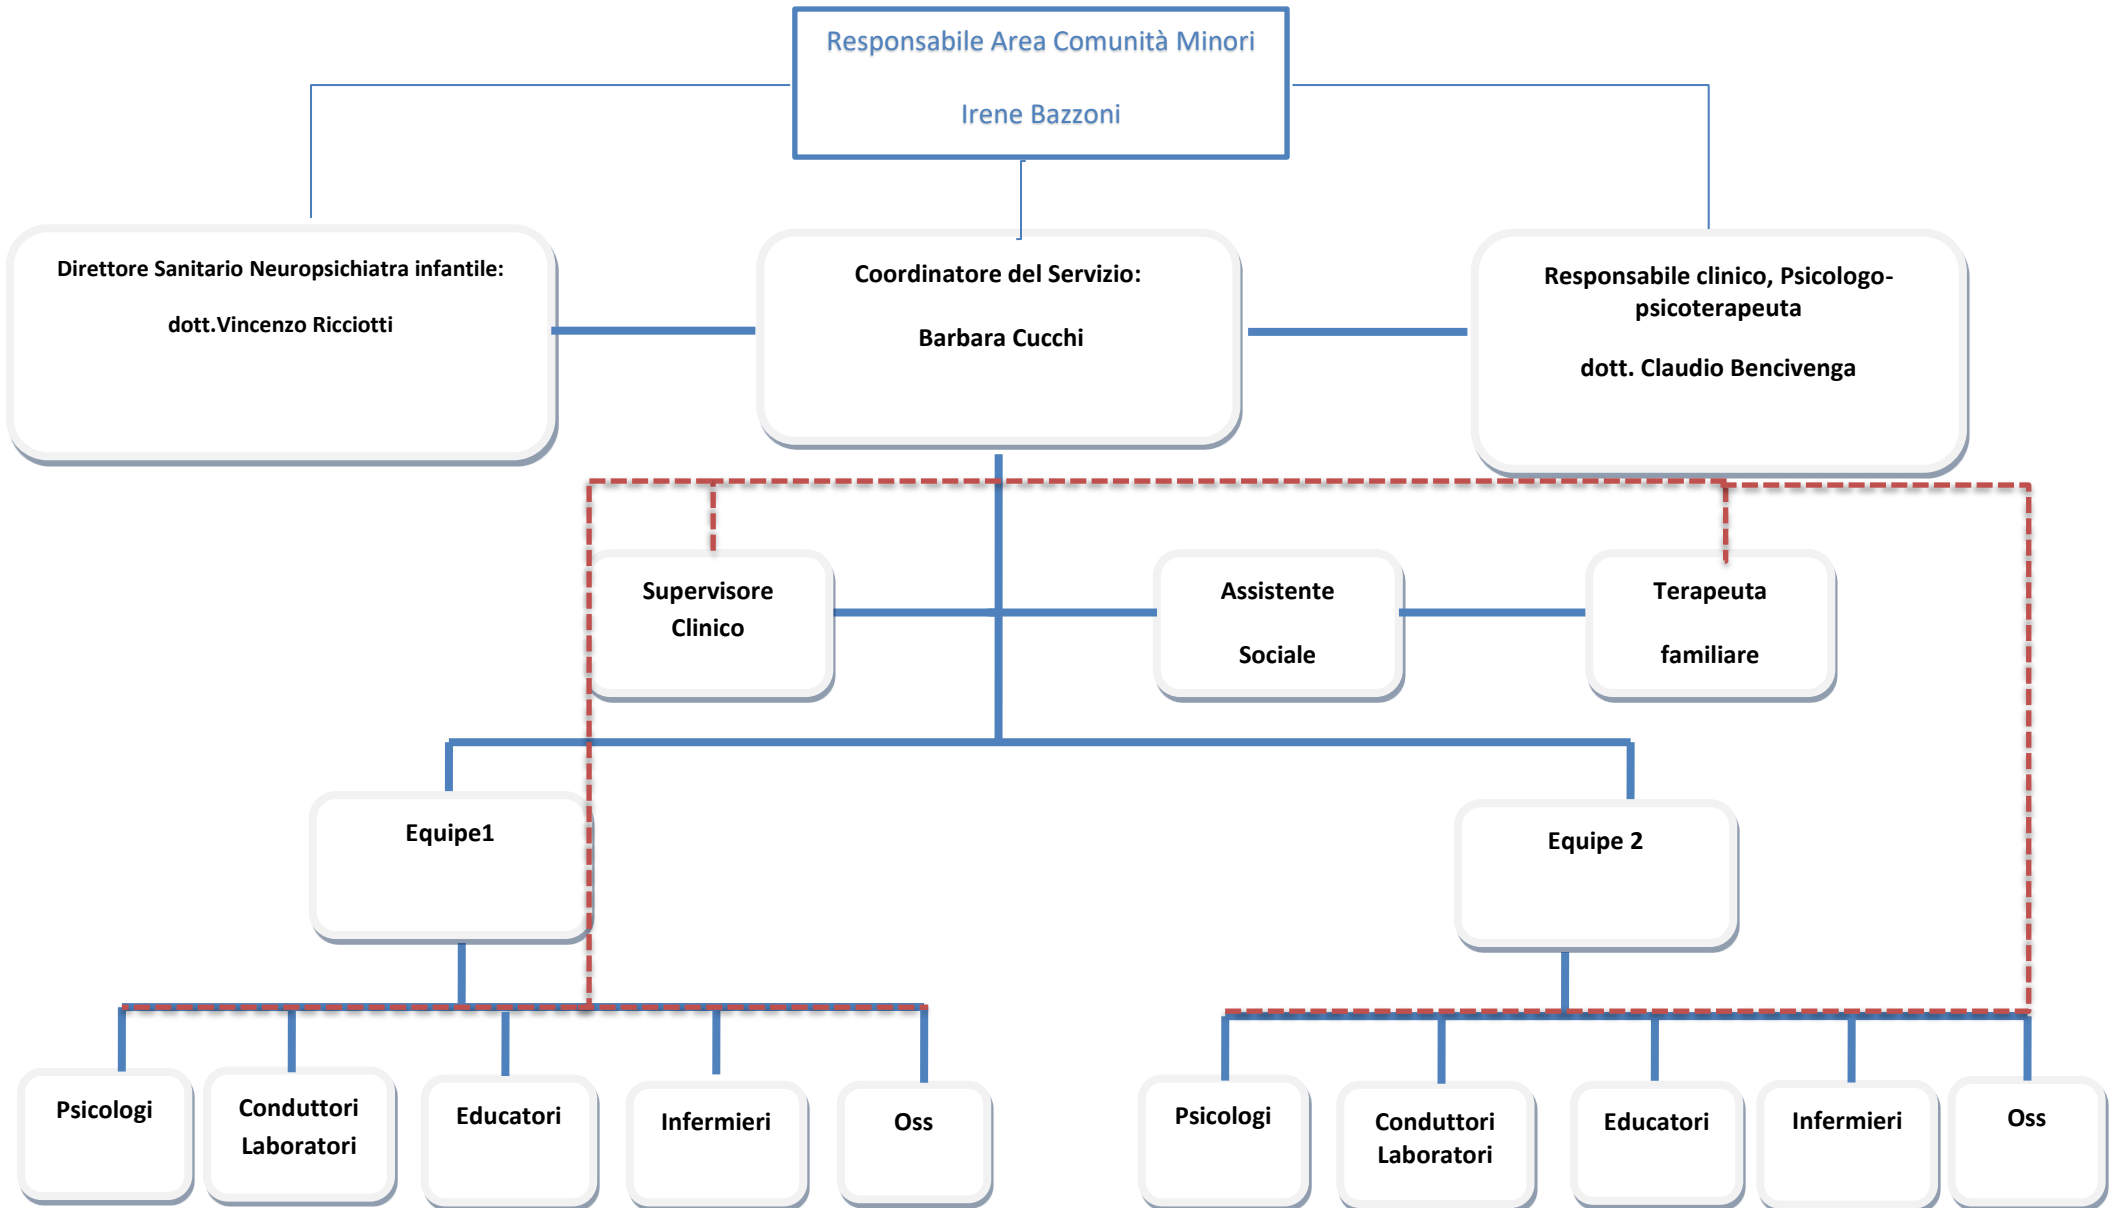 Responsabile Area Comunità Minori
Irene Bazzoni
Direttore Sanitario Neuropsichiatra infantile:
dott.Vincenzo Ricciotti
Coordinatore del Servizio:
Barbara Cucchi
Responsabile clinico, Psicologo-
psicoterapeuta
dott. Claudio Bencivenga
Supervisore
Clinico
Assistente
Sociale
Terapeuta
familiare
Equipe1
Equipe 2
Psicologi
Conduttori
Laboratori
Educatori
Infermieri
Oss
Psicologi
Conduttori
Laboratori
Educatori
Infermieri
Oss